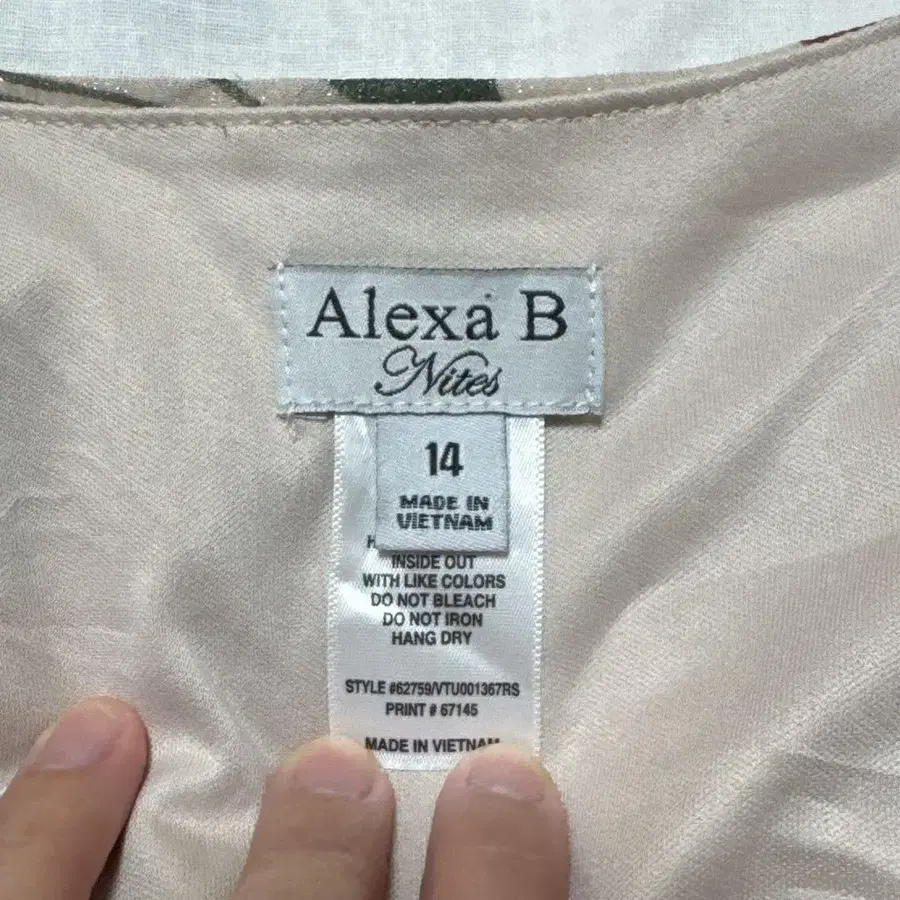 Alexa B
Nites
14
MADE IN
VIETNAM
INSIDE OUT
WITH LIKE COLORS
DO NOT BLEACH
DO NOT IRON
HANG DRY
STYLE #62759/VTU001367RS
PRINT # 67145
MADE IN VIETNAM